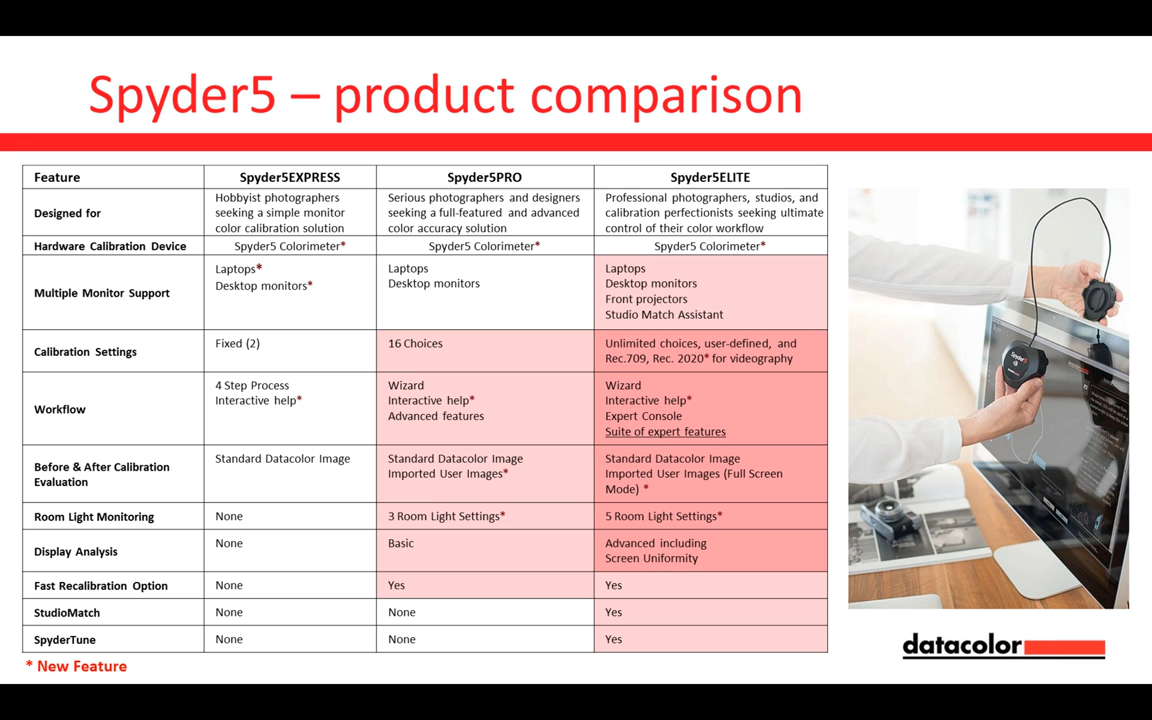 Spyder5 – product comparison
Feature
Spyder5EXPRESS
Spyder5PRO
Spyder5ELITE
Designed for
Hobbyist photographers
seeking a simple monitor
color calibration solution
Serious photographers and designers
seeking a full-featured and advanced
color accuracy solution
Professional photographers, studios, and
calibration perfectionists seeking ultimate
control of their color workflow
Hardware Calibration Device
Spyder5 Colorimeter*
Spyder5 Colorimeter*
Spyder5 Colorimeter*
Multiple Monitor Support
Laptops*
Desktop monitors*
Laptops
Desktop monitors
Laptops
Desktop monitors
Front projectors
Studio Match Assistant
Calibration Settings
Fixed (2)
16 Choices
Unlimited choices, user-defined, and
Rec.709, Rec. 2020* for videography
Workflow
4 Step Process
Interactive help*
Wizard
Interactive help*
Advanced features
Wizard
Interactive help*
Expert Console
Suite of expert features
Before & After Calibration
Evaluation
Standard Datacolor Image
Standard Datacolor Image
Imported User Images*
Standard Datacolor Image
Imported User Images (Full Screen
Mode) *
Room Light Monitoring
None
3 Room Light Settings*
5 Room Light Settings*
Display Analysis
None
Basic
Advanced including
Screen Uniformity
Fast Recalibration Option
None
Yes
Yes
StudioMatch
None
None
Yes
SpyderTune
None
None
Yes
* New Feature
Spyder5
datacolor